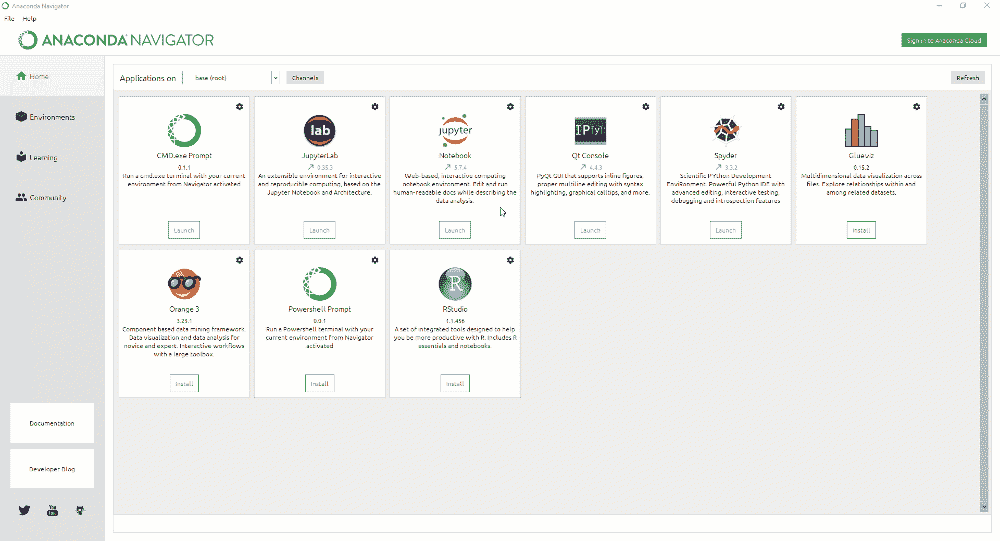 Anaconda Navigator
File Help
ANACONDA NAVIGATOR
Sign in to Anaconda Cloud
Home
Environments
Learning
Community
Documentation
Developer Blog
Applications on base (root) Channels
Refresh
CMD.exe Prompt
0.1.1
Run a cmd.exe terminal with your current
environment from Navigator activated
Launch
lab
JupyterLab
0.35.3
An extensible environment for interactive
and reproducible computing, based on the
Jupyter Notebook and Architecture.
Launch
jupyter
Notebook
5.7.4
Web-based, interactive computing
notebook environment. Edit and run
human-readable docs while describing the
data analysis.
Launch
IP[y]:
Qt Console
4.4.3
PyQt GUI that supports inline figures,
proper multiline editing with syntax
highlighting, graphical calltips, and more.
Launch
Spyder
3.3.2
Scientific PYthon Development
EnviRonment. Powerful Python IDE with
advanced editing, interactive testing,
debugging and introspection features
Launch
Glueviz
0.15.2
Multidimensional data visualization across
files. Explore relationships within and
among related datasets.
Install
Orange 3
3.23.1
Component based data mining framework.
Data visualization and data analysis for
novice and expert. Interactive workflows
with a large toolbox.
Install
Powershell Prompt
0.0.1
Run a Powershell terminal with your
current environment from Navigator
activated
Install
R
RStudio
1.1.456
A set of integrated tools designed to help
you be more productive with R. Includes R
essentials and notebooks.
Install